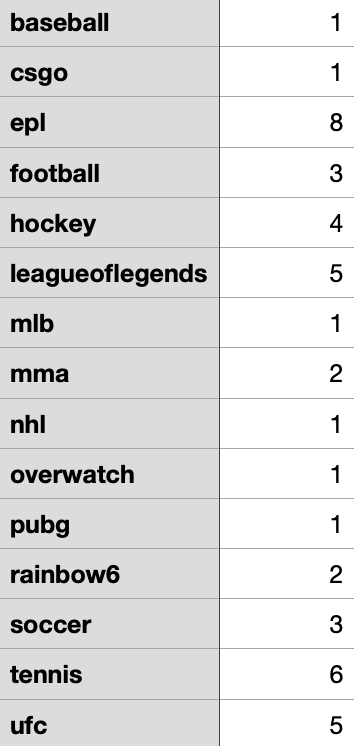 baseball 1
csgo 1
epl 8
football 3
hockey 4
leagueoflegends 5
mlb 1
mma 2
nhl 1
overwatch 1
pubg 1
rainbow6 2
soccer 3
tennis 6
ufc 5